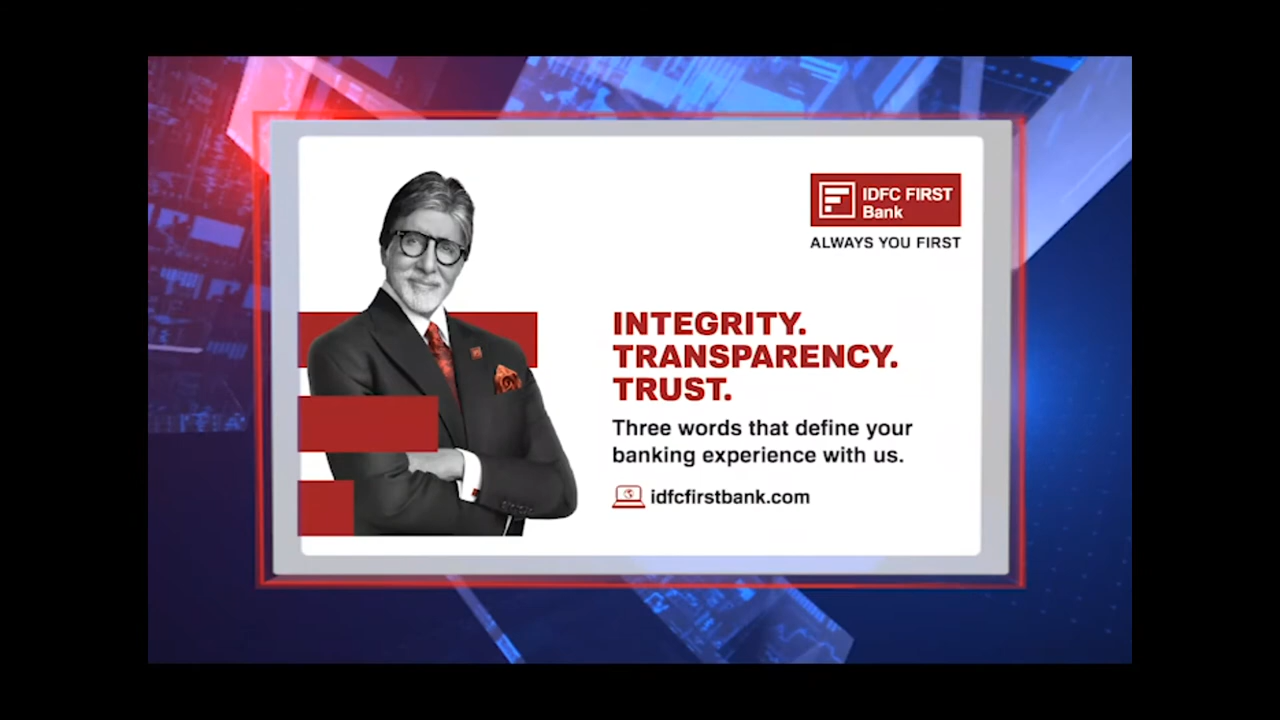 IDFC FIRST
Bank
ALWAYS YOU FIRST
INTEGRITY.
TRANSPARENCY.
TRUST.
Three words that define your
banking experience with us.
idfcfirstbank.com